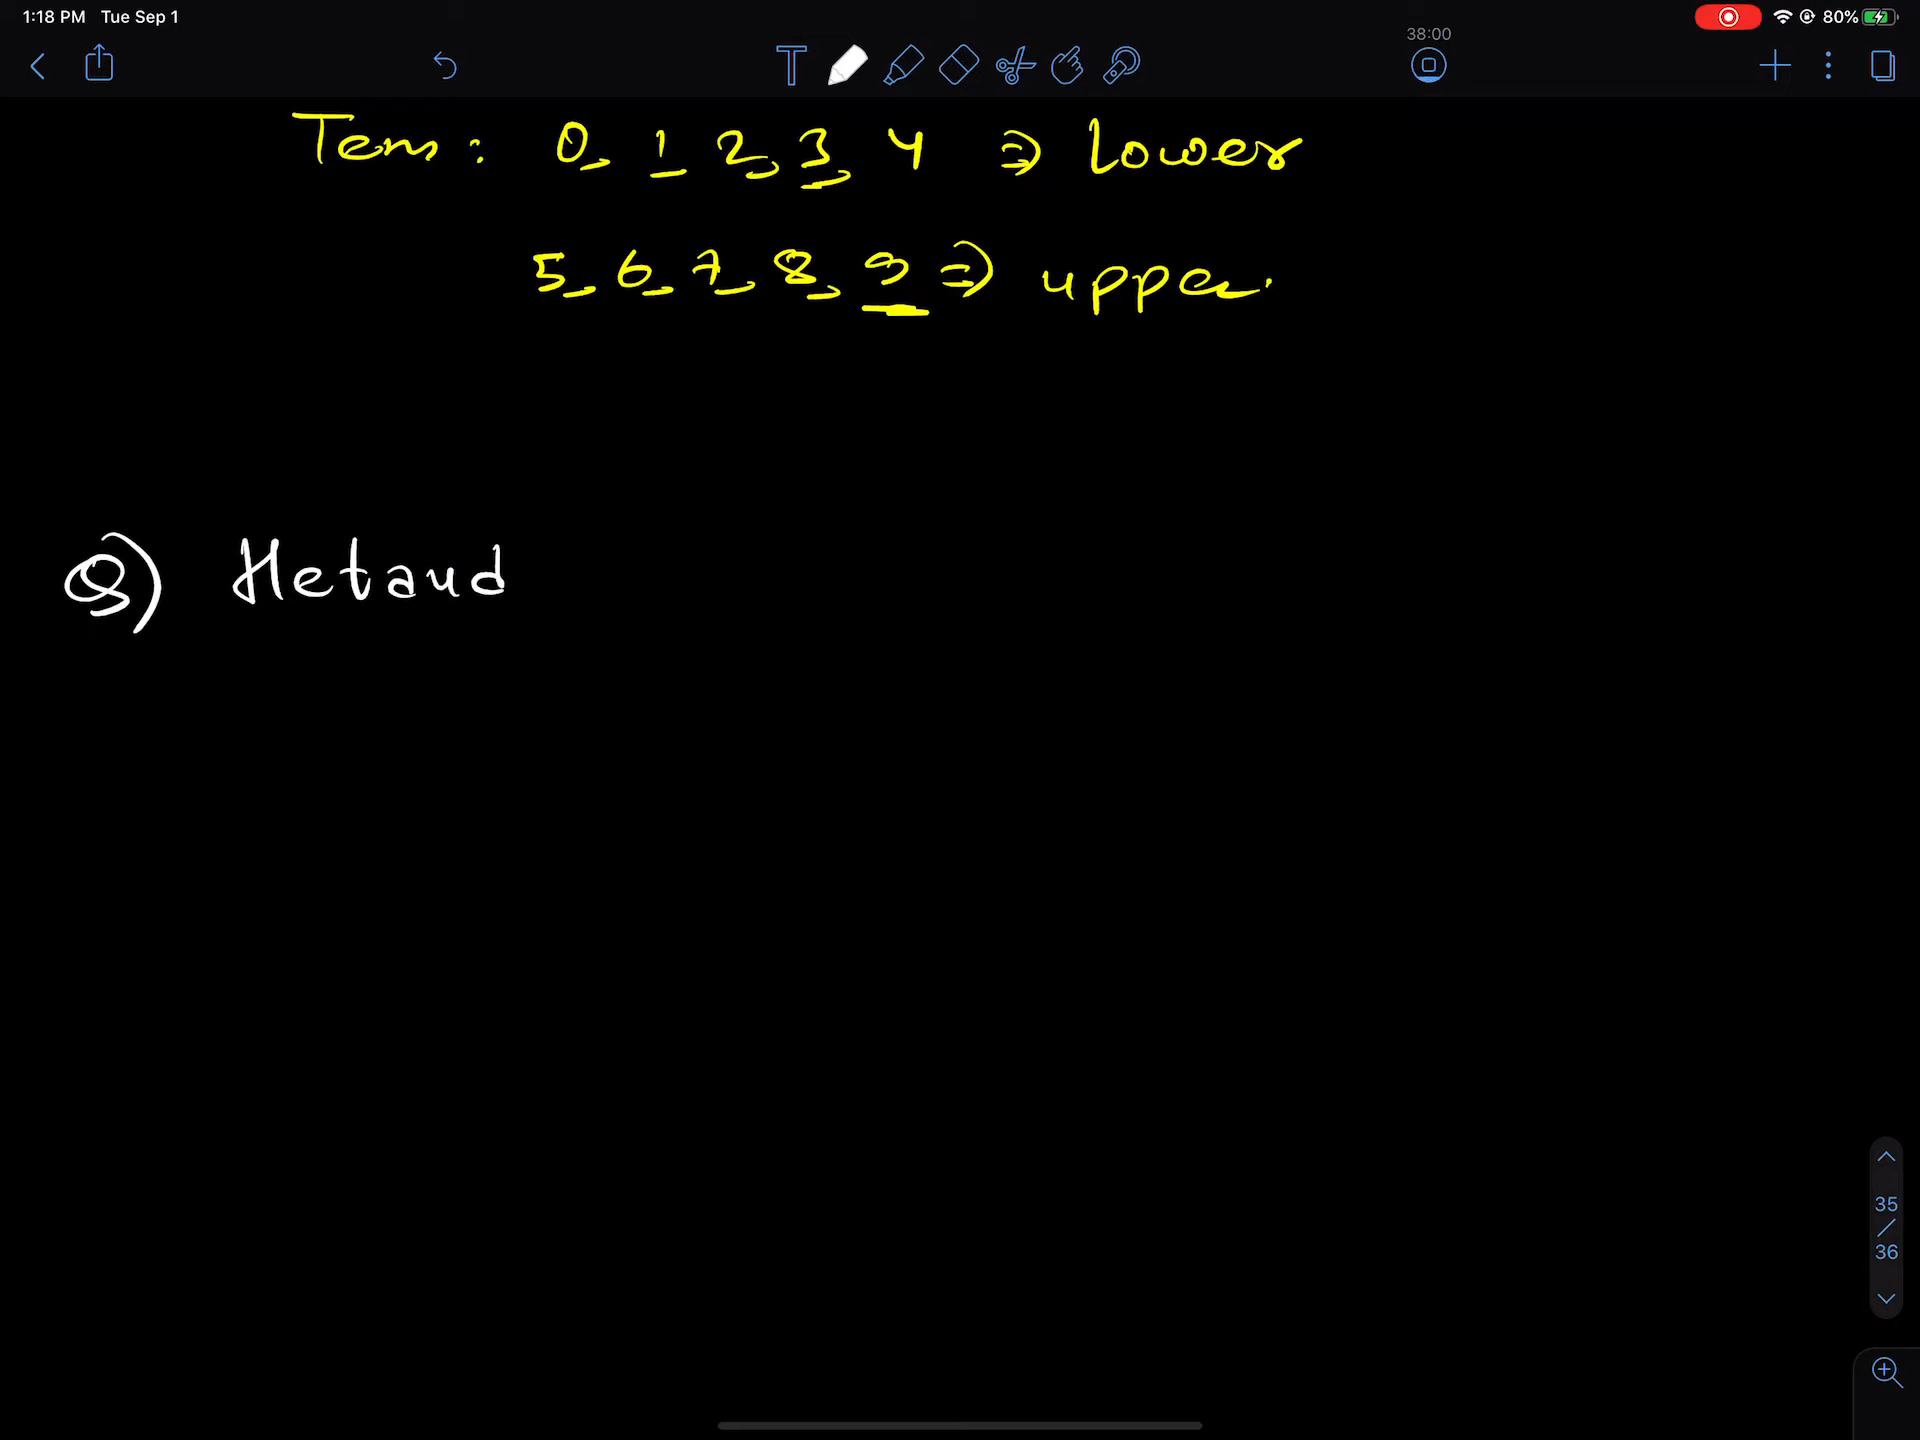 1:18 PM Tue Sep 1
80%
38:00
T
Tens : 0, 1 2, 3, 4 ⇒ Lower
5, 6, 7, 8, 9 ⇒ upper.
Q) Hetaud
35
/
36